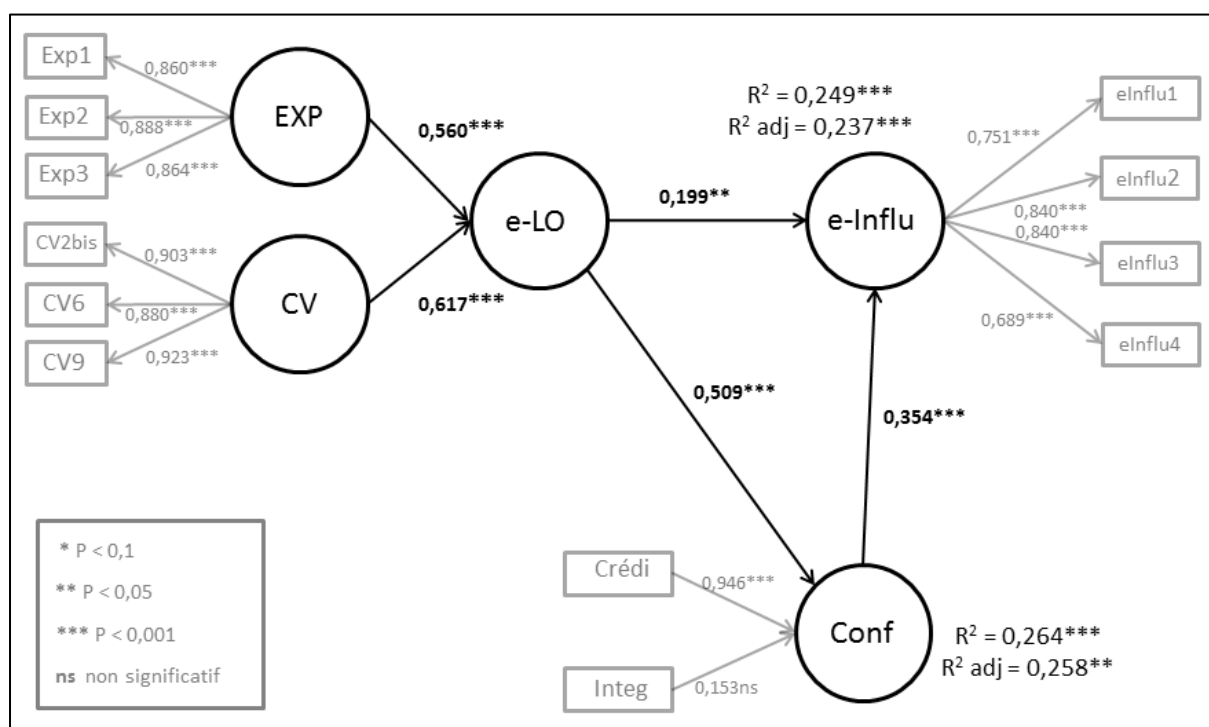 Exp1
0,860***
Exp2
0,888***
Exp3
0,864***
EXP
0,560***
CV2bis
0,903***
CV6
0,880***
CV9
0,923***
CV
0,617***
e-LO
0,199**
0,509***
R² = 0,249***
R² adj = 0,237***
e-Influ
0,751***
eInflu1
eInflu2
0,840***
0,840***
eInflu3
0,689***
eInflu4
0,354***
Crédi
0,946***
Integ
0,153ns
Conf
R² = 0,264***
R² adj = 0,258**
* P < 0,1
** P < 0,05
*** P < 0,001
ns non significatif